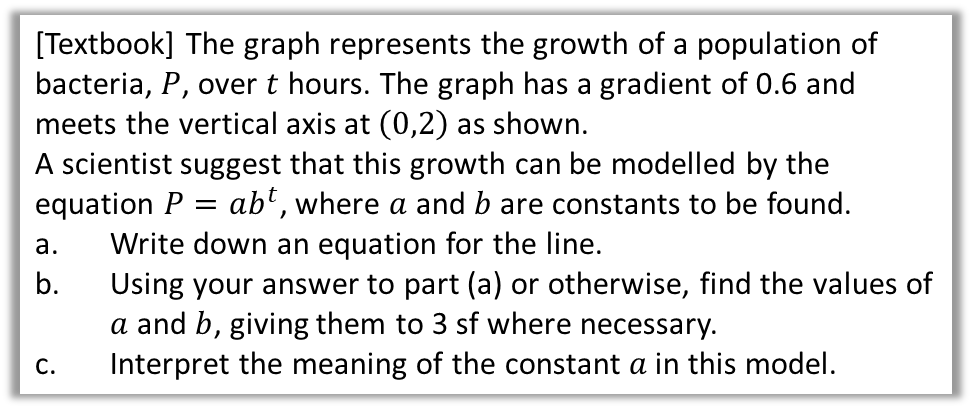 [Textbook] The graph represents the growth of a population of
bacteria, P, over t hours. The graph has a gradient of 0.6 and
meets the vertical axis at (0,2) as shown.
A scientist suggest that this growth can be modelled by the
equation P = abᵗ, where a and b are constants to be found.
a. Write down an equation for the line.
b. Using your answer to part (a) or otherwise, find the values of
a and b, giving them to 3 sf where necessary.
c. Interpret the meaning of the constant a in this model.